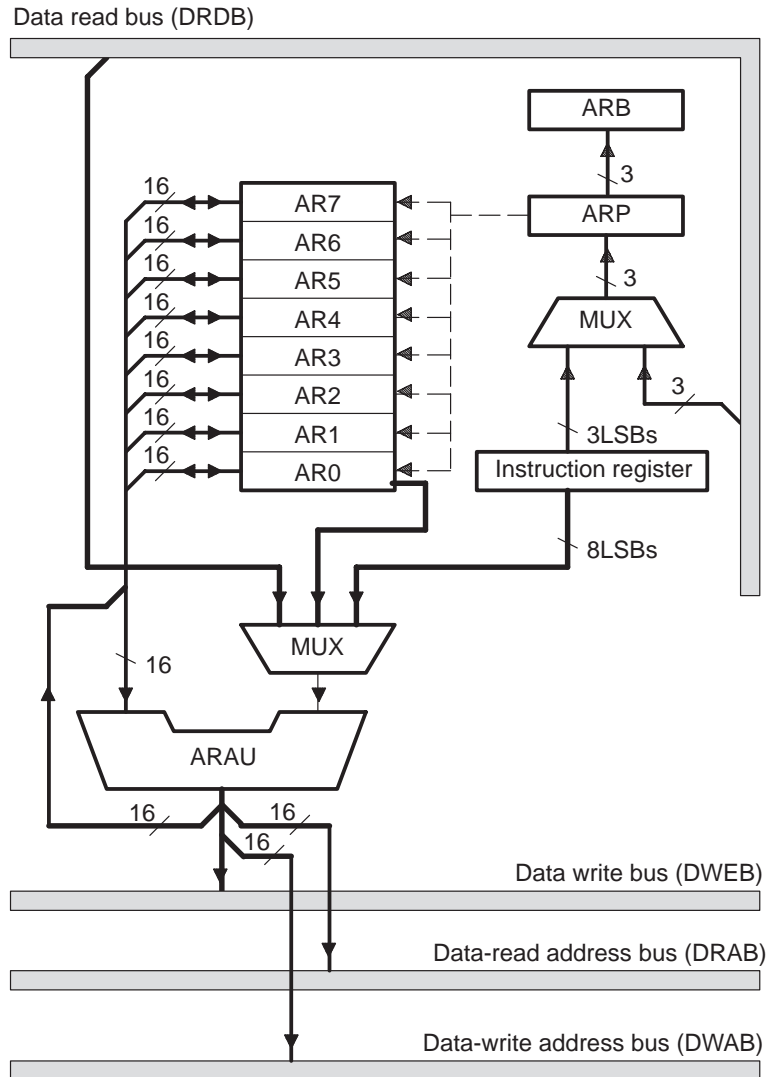 Data read bus (DRDB)
ARB
3
16
AR7
ARP
16
AR6
16
AR5
3
16
AR4
MUX
16
AR3
16
AR2
3
16
AR1
3LSBs
16
AR0
Instruction register
8LSBs
MUX
16
ARAU
16
16
16
Data write bus (DWEB)
Data-read address bus (DRAB)
Data-write address bus (DWAB)